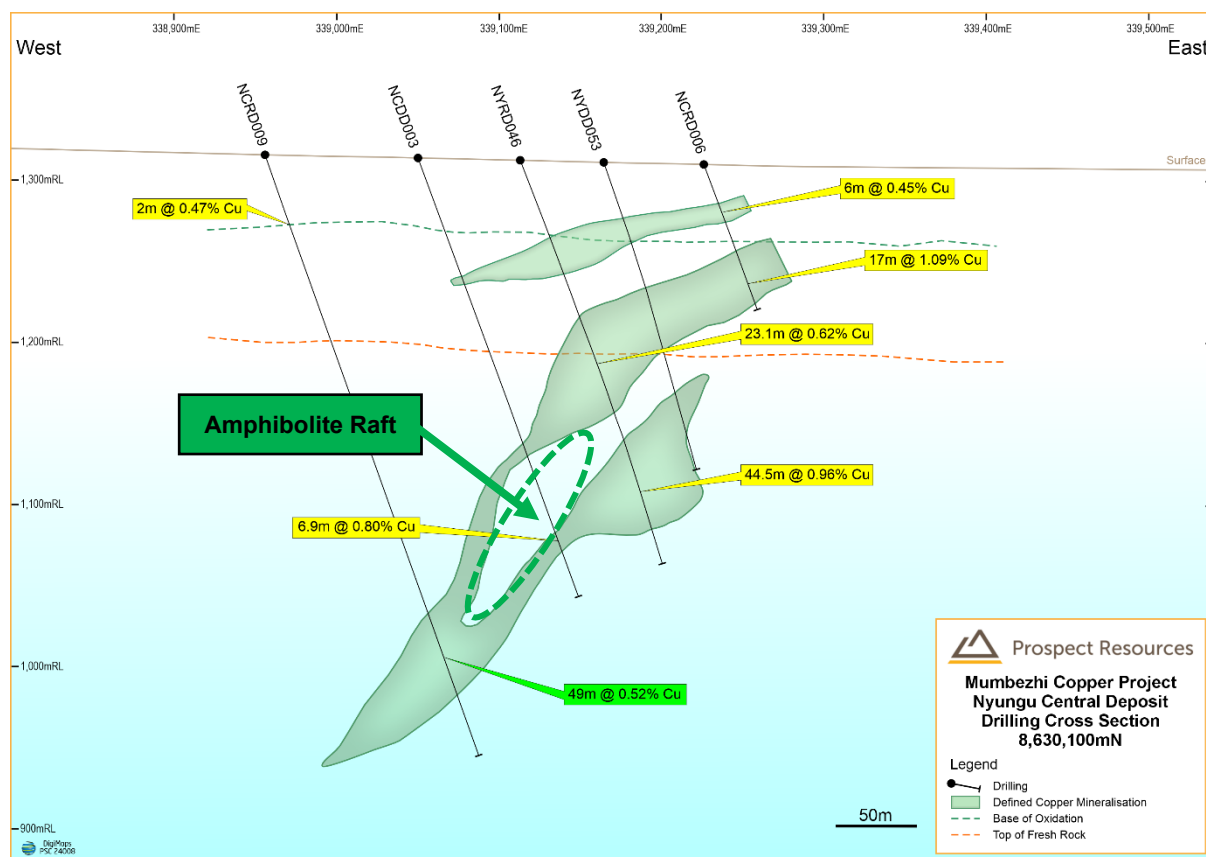 338,900mE
339,000mE
339,100mE
339,200mE
339,300mE
339,400mE
339,500mE
West
East
NCRD009
NCDD003
NYRD046
NYDD053
NCRD006
Surface
1,300mRL
6m @ 0.45% Cu
2m @ 0.47% Cu
17m @ 1.09% Cu
23.1m @ 0.62% Cu
1,200mRL
Amphibolite Raft
44.5m @ 0.96% Cu
1,100mRL
6.9m @ 0.80% Cu
1,000mRL
49m @ 0.52% Cu
Prospect Resources
Mumbezhi Copper Project
Nyungu Central Deposit
Drilling Cross Section
8,630,100mN
Legend
Drilling
Defined Copper Mineralisation
Base of Oxidation
Top of Fresh Rock
50m
900mRL
DigiMaps
PSC 24008